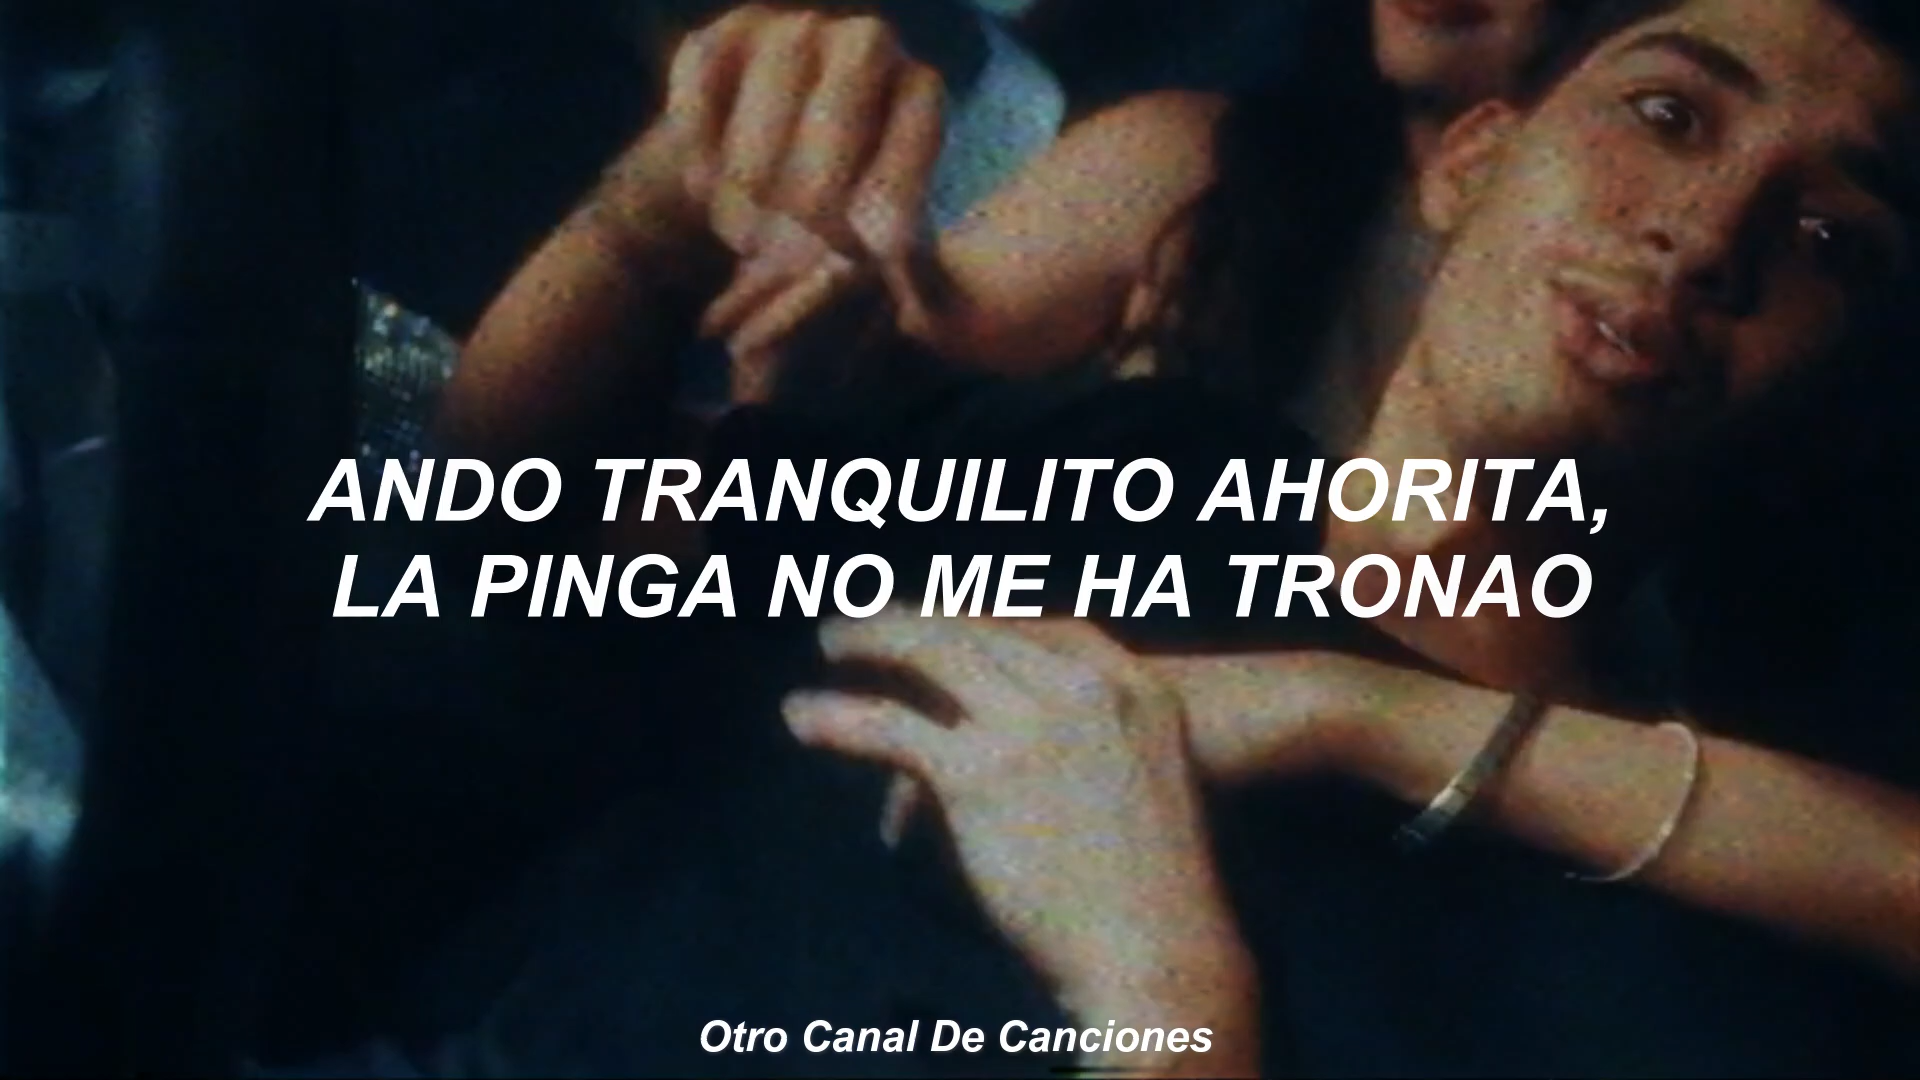 ANDO TRANQUILITO AHORITA,
LA PINGA NO ME HA TRONAO
Otro Canal De Canciones